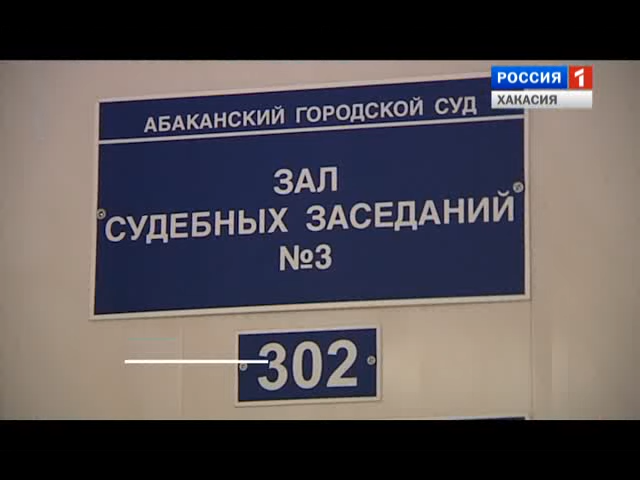 РОССИЯ 1
ХАКАСИЯ
АБАКАНСКИЙ ГОРОДСКОЙ СУД
ЗАЛ
СУДЕБНЫХ ЗАСЕДАНИЙ
№3
302